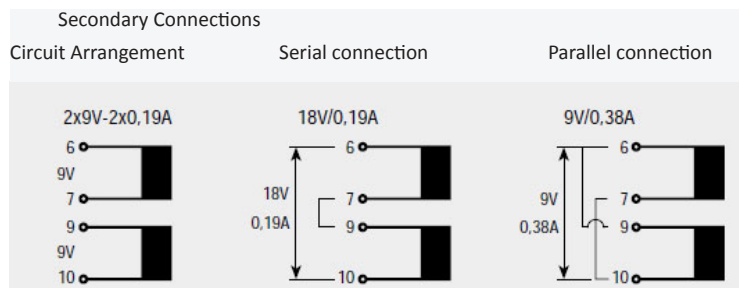 Secondary Connections
Circuit Arrangement Serial connection Parallel connection
2x9V-2x0,19A 18V/0,19A 9V/0,38A
6 6 6
9V
7 18V 7 9V 7
9 0,19A 9 0,38A 9
9V
10 10 10